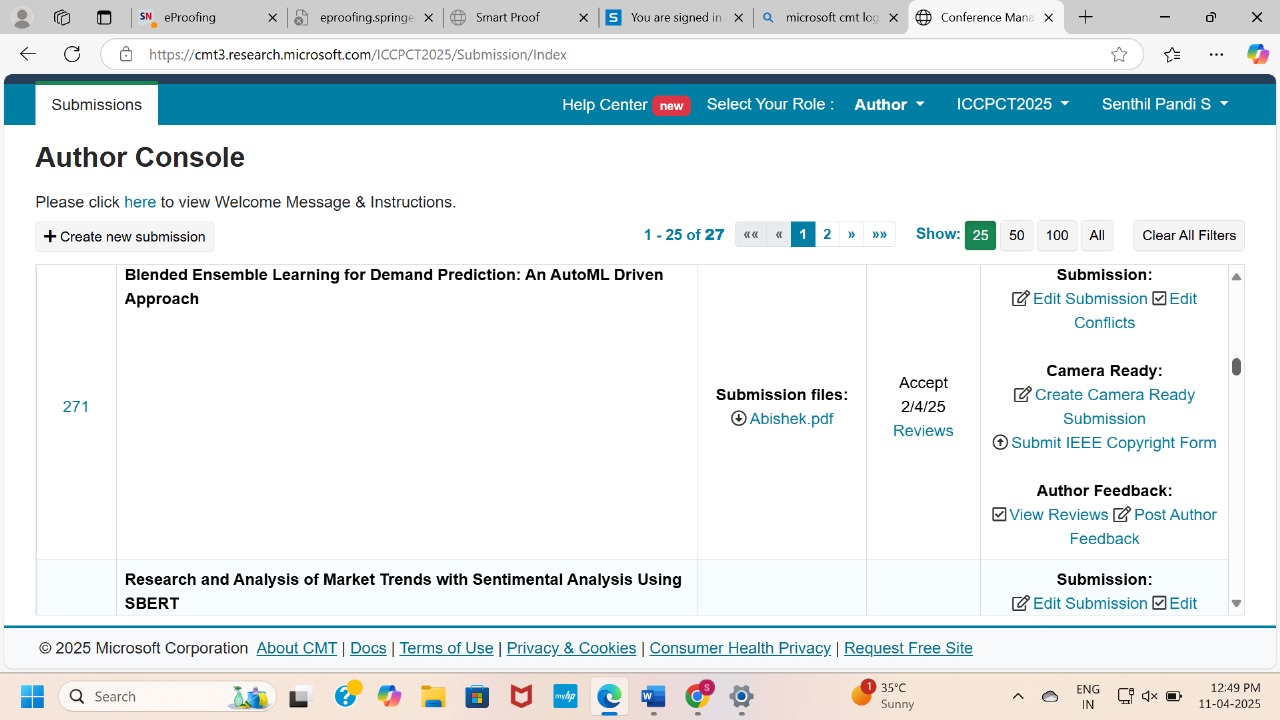 SN eProofing
eproofing.springe
Smart Proof
S You are signed in
microsoft cmt log
Conference Mana
https://cmt3.research.microsoft.com/ICCPCT2025/Submission/Index
Submissions
Help Center new Select Your Role : Author ICCPCT2025 Senthil Pandi S
Author Console
Please click here to view Welcome Message & Instructions.
+ Create new submission
1 - 25 of 27 «« « 1 2 » »» Show: 25 50 100 All Clear All Filters
271
Blended Ensemble Learning for Demand Prediction: An AutoML Driven
Approach
Submission files:
Abishek.pdf
Accept
2/4/25
Reviews
Submission:
Edit Submission Edit
Conflicts
Camera Ready:
Create Camera Ready
Submission
Submit IEEE Copyright Form
Author Feedback:
View Reviews Post Author
Feedback
Research and Analysis of Market Trends with Sentimental Analysis Using
SBERT
Submission:
Edit Submission Edit
© 2025 Microsoft Corporation About CMT | Docs | Terms of Use | Privacy & Cookies | Consumer Health Privacy | Request Free Site
Search
myhp
W
S
1
35°C
Sunny
ENG
IN
12:49 PM
11-04-2025